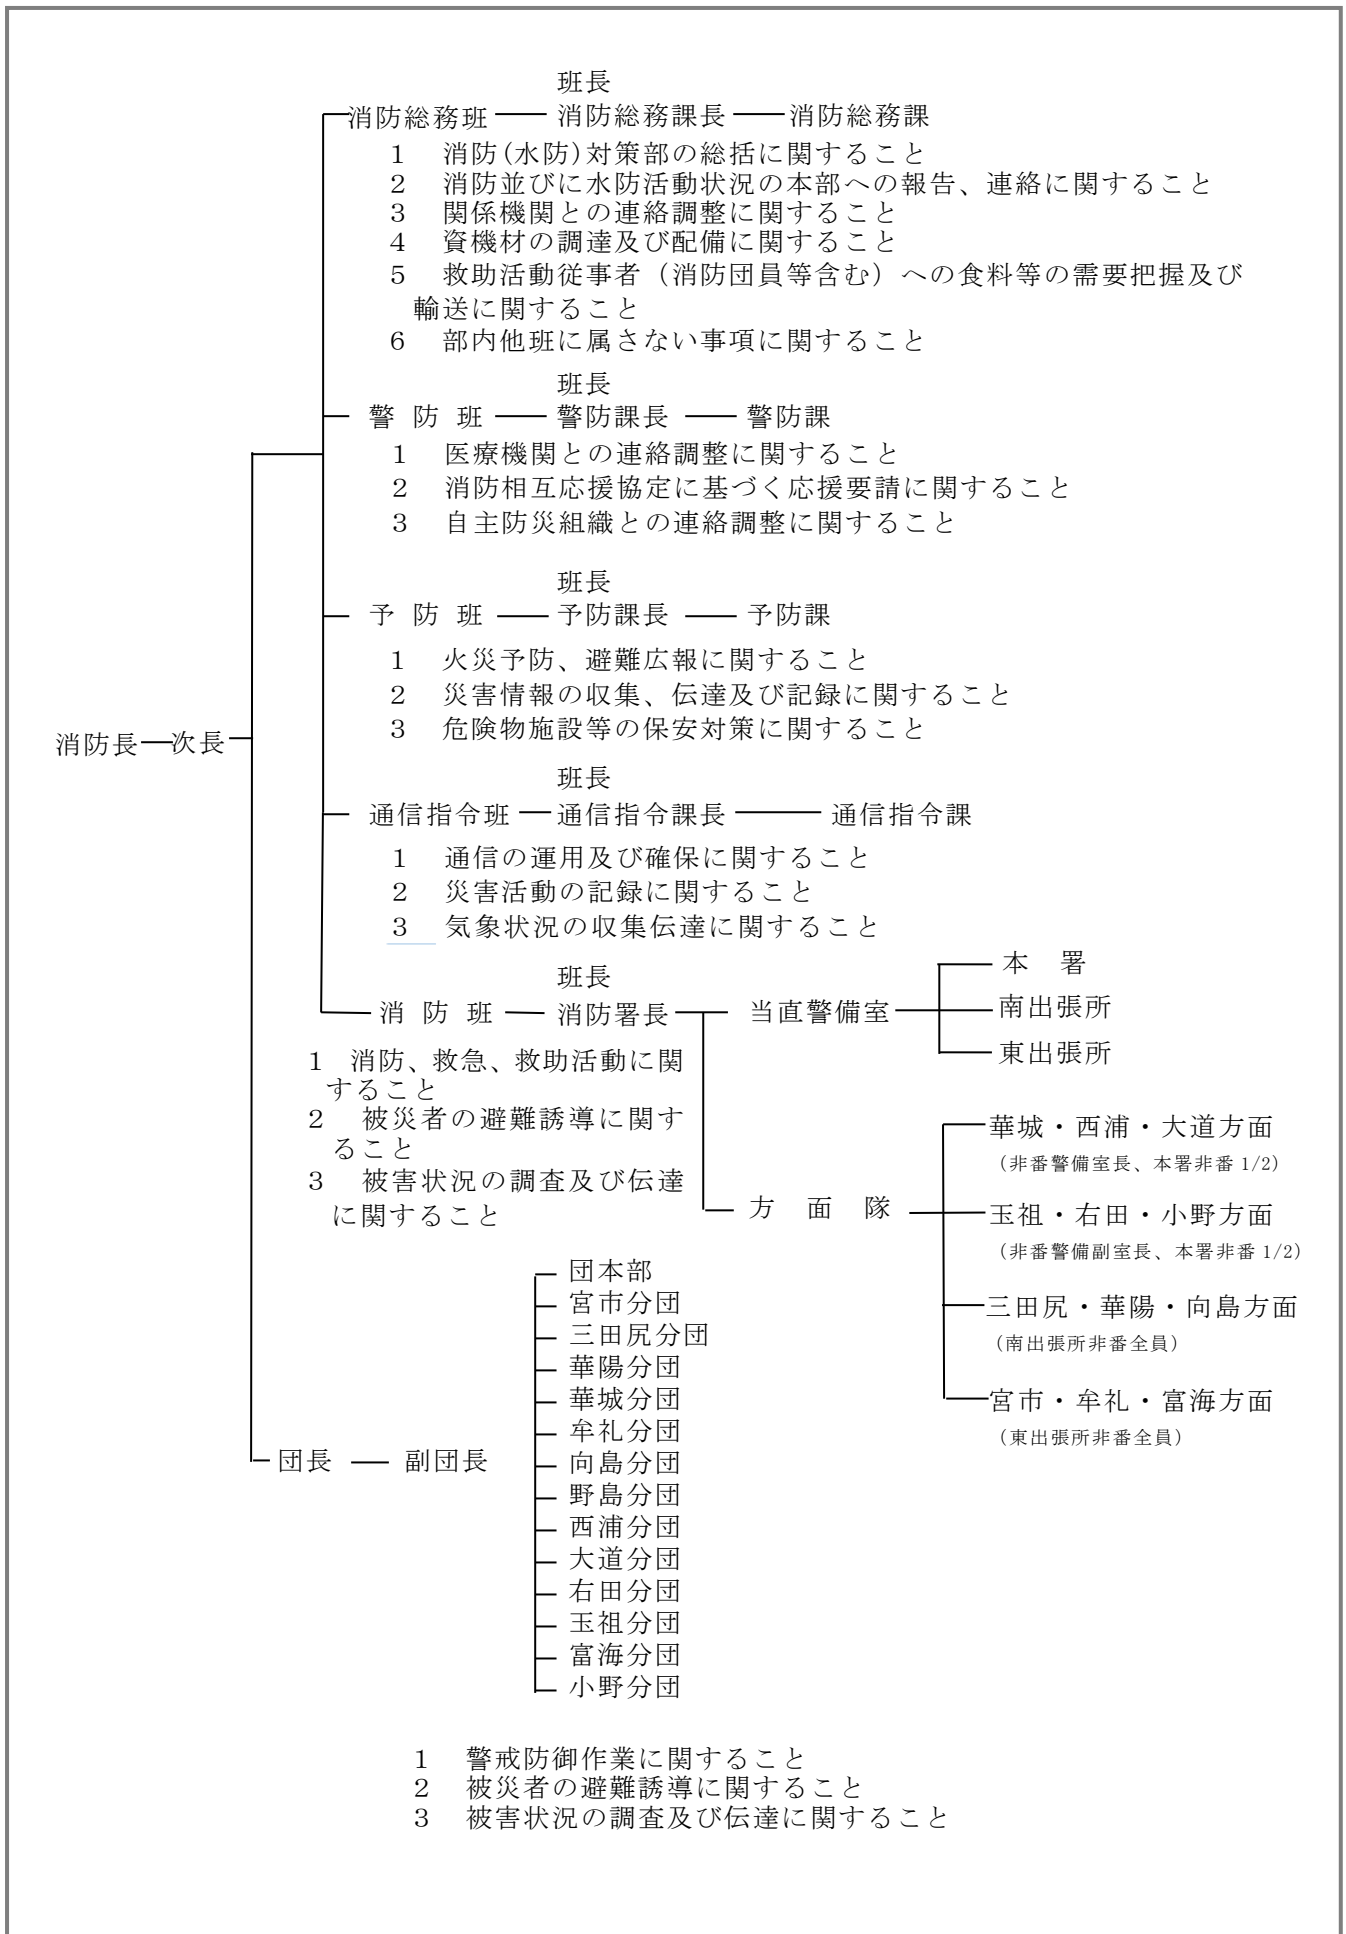 班長
消防総務班 消防総務課長 消防総務課
1 消防(水防)対策部の総括に関すること
2 消防並びに水防活動状況の本部への報告、連絡に関すること
3 関係機関との連絡調整に関すること
4 資機材の調達及び配備に関すること
5 救助活動従事者（消防団員等含む）への食料等の需要把握及び
輸送に関すること
6 部内他班に属さない事項に関すること
班長
警 防 班 警防課長 警防課
1 医療機関との連絡調整に関すること
2 消防相互応援協定に基づく応援要請に関すること
3 自主防災組織との連絡調整に関すること
班長
予 防 班 予防課長 予防課
1 火災予防、避難広報に関すること
2 災害情報の収集、伝達及び記録に関すること
3 危険物施設等の保安対策に関すること
消防長 次長
班長
通信指令班 通信指令課長 通信指令課
1 通信の運用及び確保に関すること
2 災害活動の記録に関すること
3 気象状況の収集伝達に関すること
班長
消 防 班 消防署長 当直警備室
本 署
南出張所
東出張所
1 消防、救急、救助活動に関
すること
2 被災者の避難誘導に関す
ること
3 被害状況の調査及び伝達
に関すること
方 面 隊
華城・西浦・大道方面
（非番警備室長、本署非番 1/2）
玉祖・右田・小野方面
（非番警備副室長、本署非番 1/2）
三田尻・華陽・向島方面
（南出張所非番全員）
宮市・牟礼・富海方面
（東出張所非番全員）
団長 副団長
団本部
宮市分団
三田尻分団
華陽分団
華城分団
牟礼分団
向島分団
野島分団
西浦分団
大道分団
右田分団
玉祖分団
富海分団
小野分団
1 警戒防御作業に関すること
2 被災者の避難誘導に関すること
3 被害状況の調査及び伝達に関すること